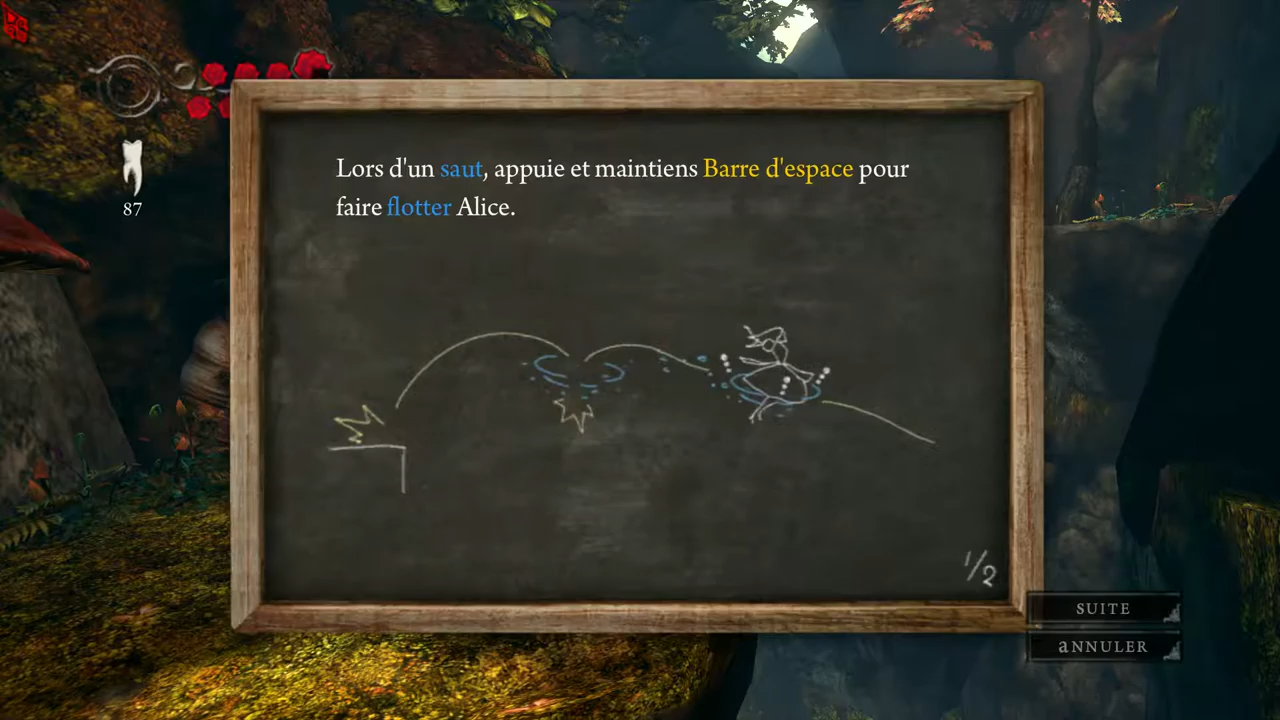 87
Lors d'un saut, appuie et maintiens Barre d'espace pour
faire flotter Alice.
1/2
SUITE
aNNULER